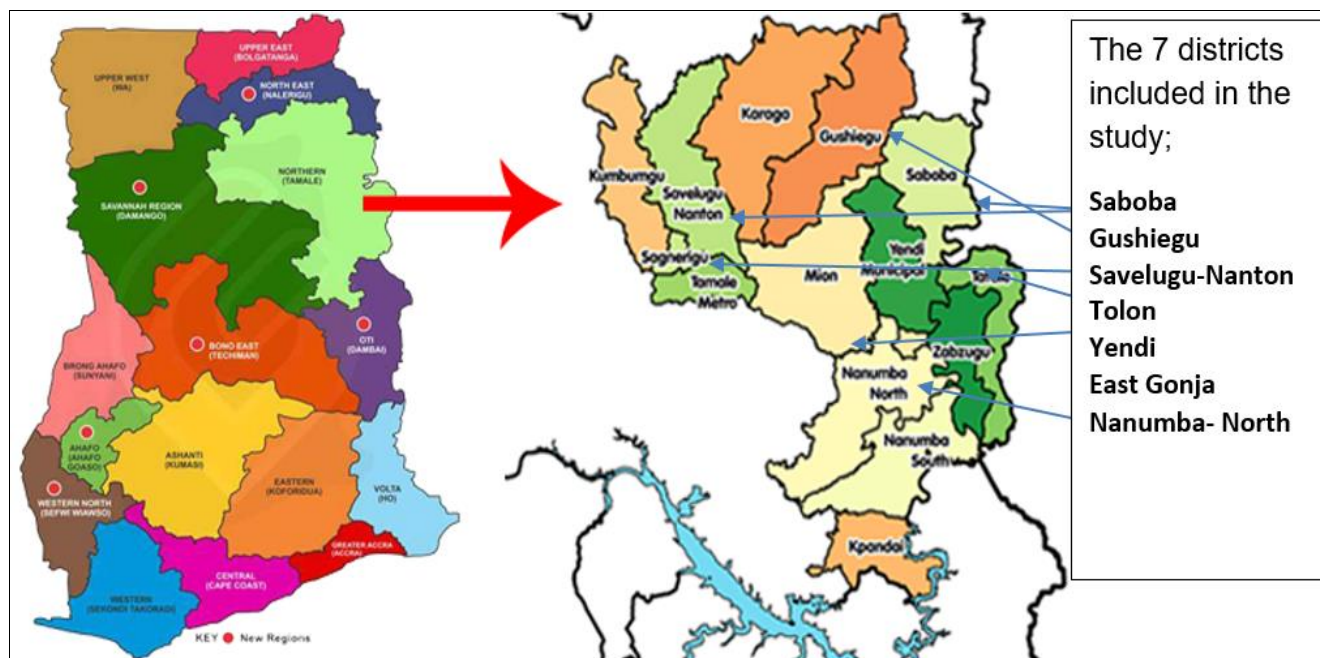 UPPER EAST
(BOLGATANGA)
UPPER WEST
(WA)
NORTH EAST
(NALERIGU)
NORTHERN
(TAMALE)
SAVANNAH REGION
(DAMANGO)
OTI
(DAMBAI)
BONO EAST
(TECHIMAN)
BRONG AHAFO
(SUNYANI)
AHAFO
(AHAFO
GOASO)
ASHANTI
(KUMASI)
EASTERN
(KOFORIDUA)
VOLTA
(HO)
WESTERN NORTH
(SEFWI WIAWSO)
GREATER ACCRA
(ACCRA)
CENTRAL
(CAPE COAST)
WESTERN
(SEKONDI TAKORADI)
KEY New Regions
Karaga
Gushiegu
Kumbumgu
Savelugu
Nanton
Saboba
Sagnerigu
Tamale
Metro
Mion
Yendi
Municipal
Tatale
Zabzugu
Nanumba
North
Nanumba
South
Kpandai
The 7 districts
included in the
study;
Saboba
Gushiegu
Savelugu-Nanton
Tolon
Yendi
East Gonja
Nanumba- North